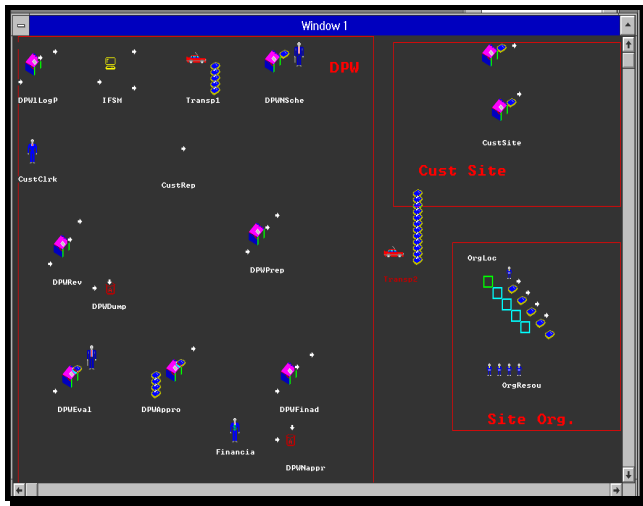 Window 1
DPW
DPW1LogP
IFSM
Transp1
DPWNSche
CustSite
Cust Site
CustClrk
CustRep
DPWRev
DPWPrep
DPWDump
OrgLoc
DPWEval
DPWAppro
DPWFinad
OrgResou
Site Org.
Financia
DPWNappr